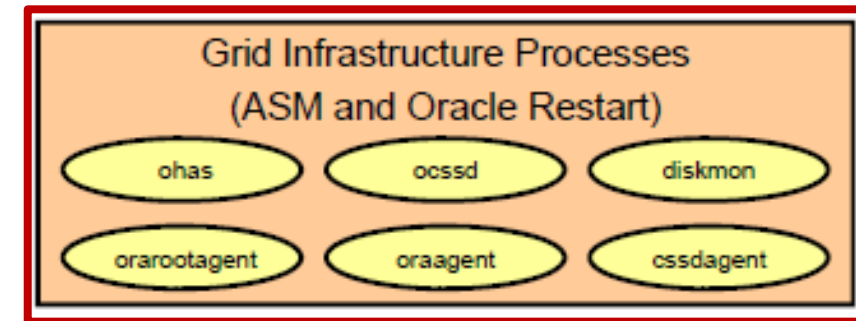 Grid Infrastructure Processes
(ASM and Oracle Restart)
ohas ocssd diskmon
orarootagent oraagent cssdagent